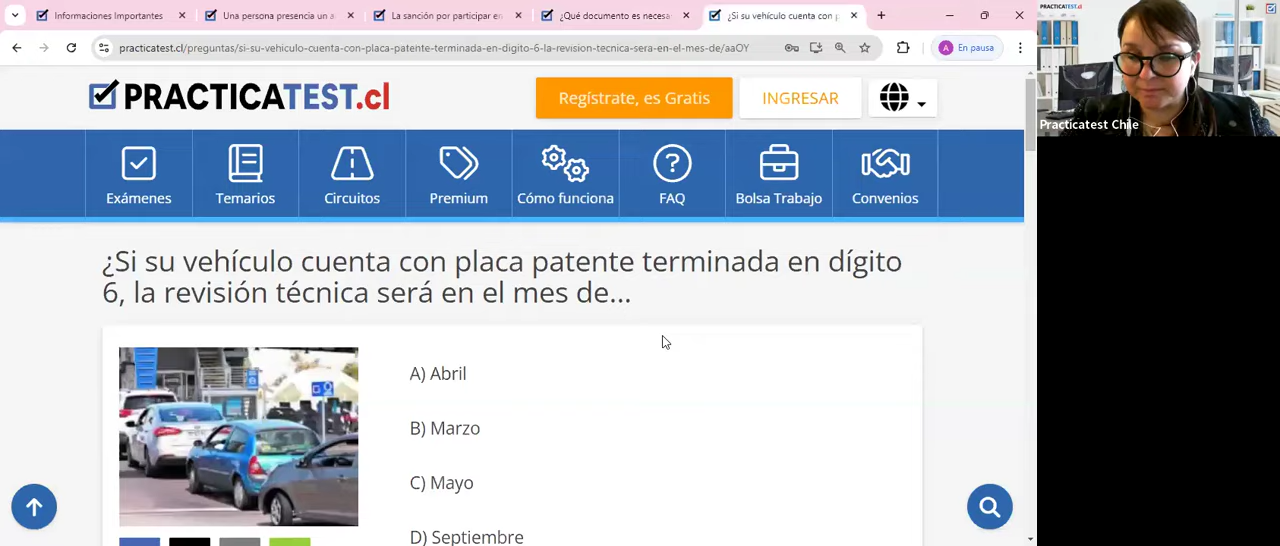 Informaciones Importantes
Una persona presencia un a
La sanción por participar e
¿Qué documento es necesa
¿Si su vehículo cuenta con p
practicatest.cl/preguntas/si-su-vehiculo-cuenta-con-placa-patente-terminada-en-digito-6-la-revision-tecnica-sera-en-el-mes-de/aaOY
A
En pausa
PRACTICATEST.cl
Regístrate, es Gratis
INGRESAR
Exámenes
Temarios
Circuitos
Premium
Cómo funciona
FAQ
Bolsa Trabajo
Convenios
¿Si su vehículo cuenta con placa patente terminada en dígito
6, la revisión técnica será en el mes de...
A) Abril
B) Marzo
C) Mayo
D) Septiembre
PRACTICATEST.cl
Practicatest Chile